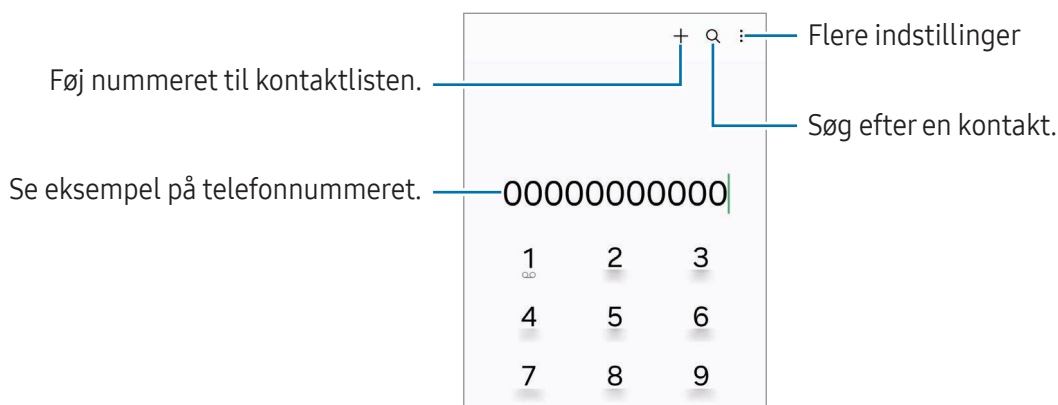 Flere indstillinger
Føj nummeret til kontaktlisten.
Søg efter en kontakt.
Se eksempel på telefonnummeret.
00000000000
1 2 3
4 5 6
7 8 9